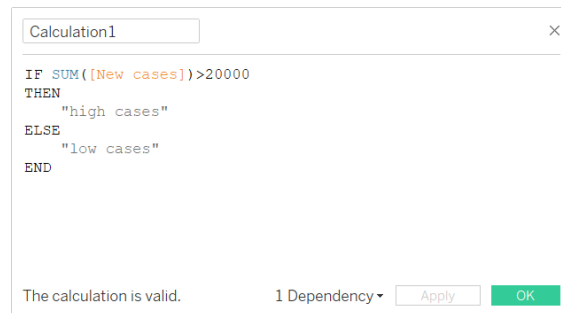 Calculation1
IF SUM([New cases])>20000
THEN
    "high cases"
ELSE
    "low cases"
END
The calculation is valid. 1 Dependency Apply OK